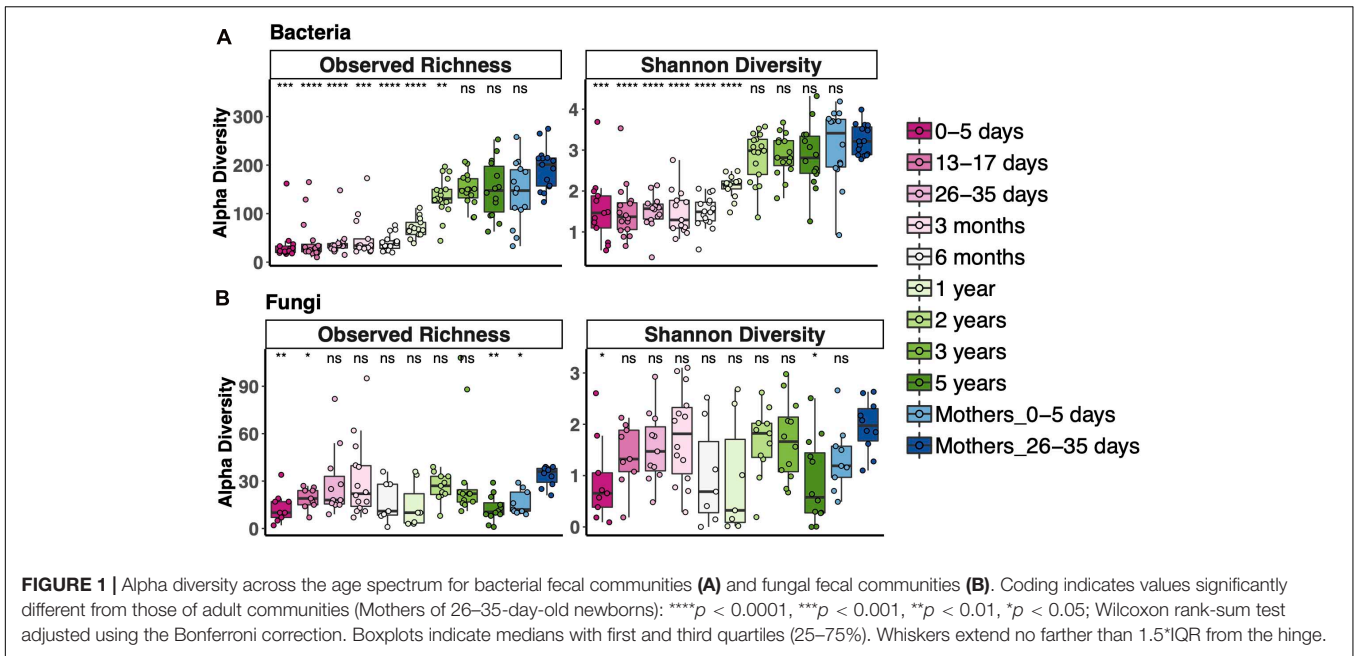 A Bacteria
Observed Richness
Shannon Diversity
*** **** **** *** **** **** ** ns ns ns
*** **** **** **** **** **** ns ns ns ns
Alpha Diversity
300
200
100
0
4
3
2
1
B Fungi
Observed Richness
Shannon Diversity
** * ns ns ns ns ns ns ** *
* ns ns ns ns ns ns ns * ns
Alpha Diversity
90
60
30
0
3
2
1
0
0–5 days
13–17 days
26–35 days
3 months
6 months
1 year
2 years
3 years
5 years
Mothers_0–5 days
Mothers_26–35 days
FIGURE 1 | Alpha diversity across the age spectrum for bacterial fecal communities (A) and fungal fecal communities (B). Coding indicates values significantly
different from those of adult communities (Mothers of 26–35-day-old newborns): ****p < 0.0001, ***p < 0.001, **p < 0.01, *p < 0.05; Wilcoxon rank-sum test
adjusted using the Bonferroni correction. Boxplots indicate medians with first and third quartiles (25–75%). Whiskers extend no farther than 1.5*IQR from the hinge.